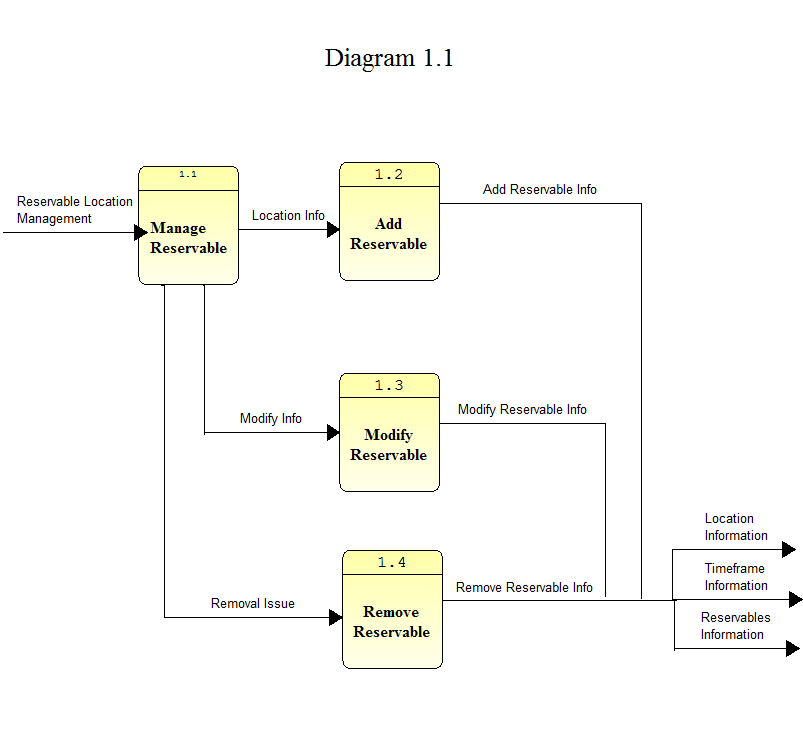 Diagram 1.1
1.1
Manage
Reservable
1.2
Add
Reservable
Reservable Location
Management
Location Info
Add Reservable Info
1.3
Modify
Reservable
Modify Info
Modify Reservable Info
1.4
Remove
Reservable
Removal Issue
Remove Reservable Info
Location
Information
Timeframe
Information
Reservables
Information